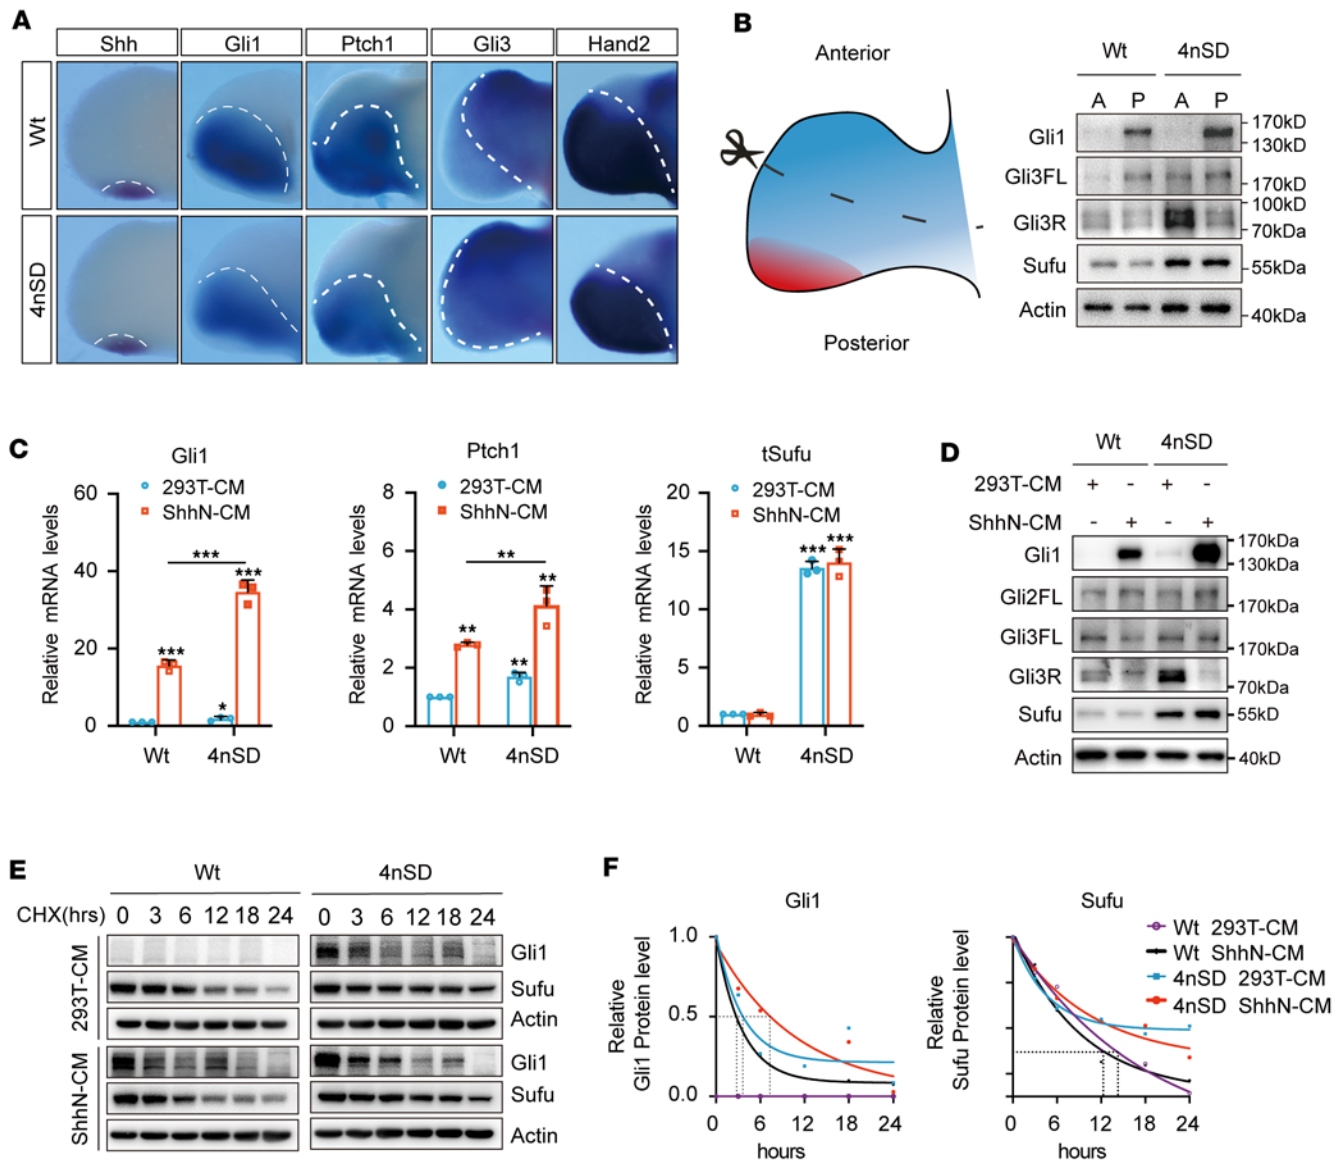 A
Shh Gli1 Ptch1 Gli3 Hand2
Wt
4nSD
B
Anterior
Posterior
Wt 4nSD
A P A P
Gli1 170kD
130kD
Gli3FL 170kD
Gli3R 100kD
70kDa
Sufu 55kDa
Actin 40kDa
C
Gli1
293T-CM
ShhN-CM
Relative mRNA levels
60
40
20
0
***
***
***
*
Wt 4nSD
Ptch1
293T-CM
ShhN-CM
Relative mRNA levels
8
6
4
2
0
**
**
**
**
Wt 4nSD
tSufu
293T-CM
ShhN-CM
Relative mRNA levels
20
15
10
5
0
*** ***
Wt 4nSD
D
Wt 4nSD
293T-CM + - + -
ShhN-CM - + - +
Gli1 170kDa
130kDa
Gli2FL 170kDa
Gli3FL 170kDa
Gli3R 70kDa
Sufu 55kD
Actin 40kD
E
Wt 4nSD
CHX(hrs) 0 3 6 12 18 24 0 3 6 12 18 24
293T-CM
Gli1
Sufu
Actin
ShhN-CM
Gli1
Sufu
Actin
F
Gli1
Relative
Gli1 Protein level
1.0
0.5
0.0
0 6 12 18 24
hours
Sufu
Relative
Sufu Protein level
0 6 12 18 24
hours
Wt 293T-CM
Wt ShhN-CM
4nSD 293T-CM
4nSD ShhN-CM